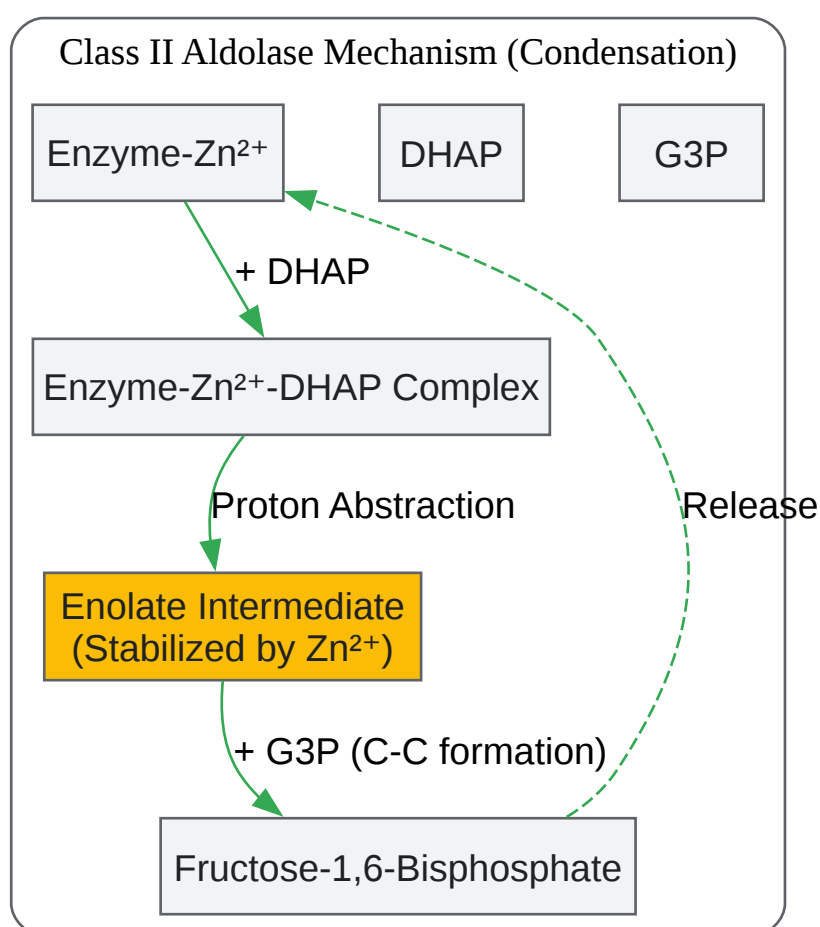 Class II Aldolase Mechanism (Condensation)
Enzyme-Zn²⁺
DHAP
G3P
+ DHAP
Enzyme-Zn²⁺-DHAP Complex
Proton Abstraction
Release
Enolate Intermediate
(Stabilized by Zn²⁺)
+ G3P (C-C formation)
Fructose-1,6-Bisphosphate